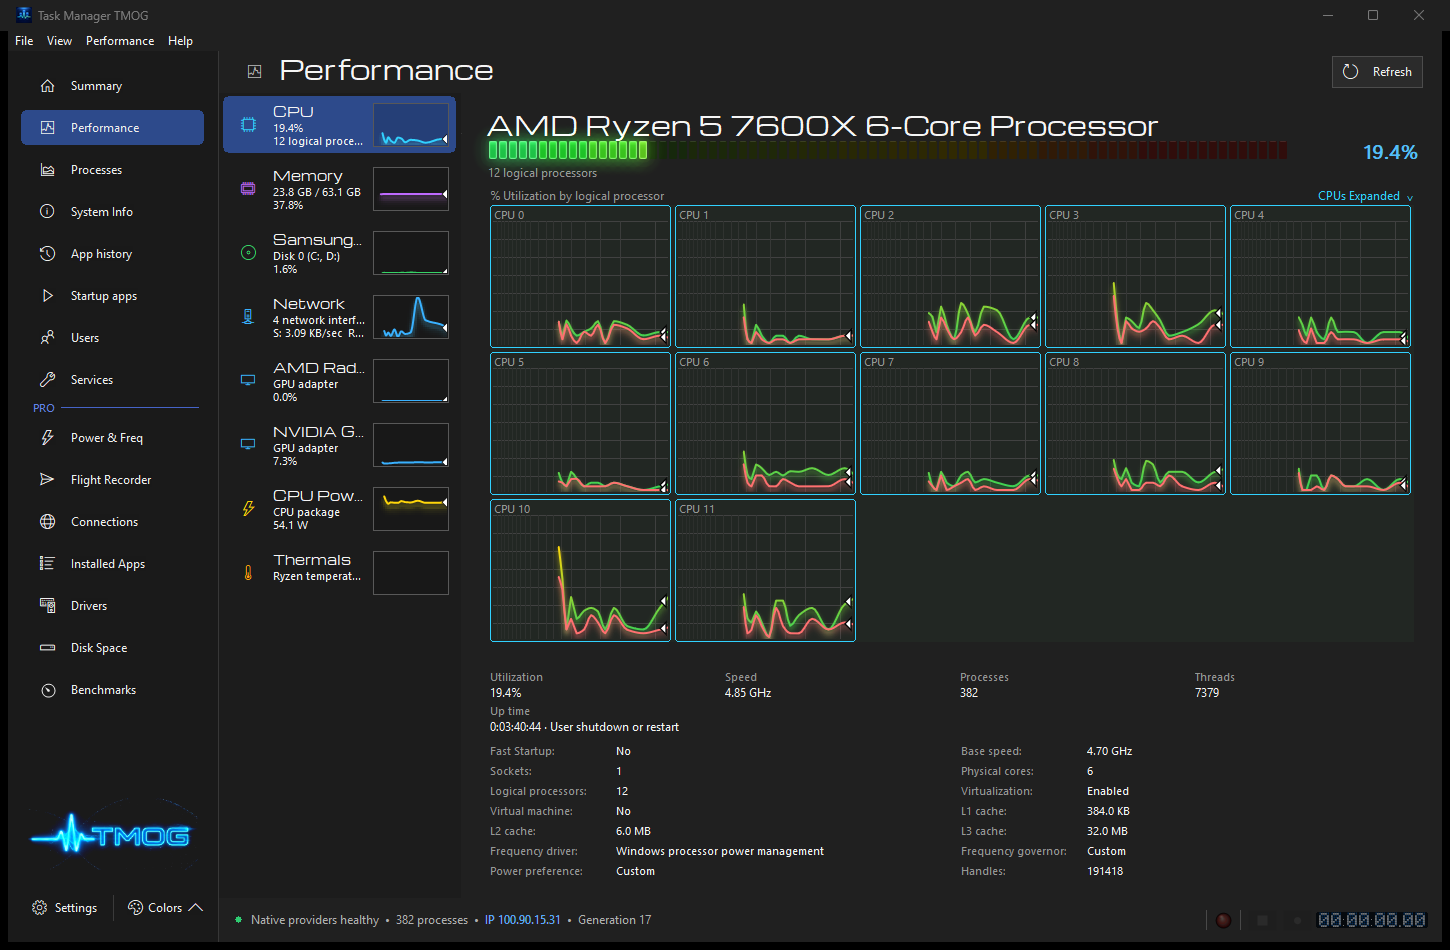 Task Manager TMOG
File View Performance Help
Summary
Performance
Processes
System Info
App history
Startup apps
Users
Services
PRO
Power & Freq
Flight Recorder
Connections
Installed Apps
Drivers
Disk Space
Benchmarks
TMOG
Settings
Colors
Performance
Refresh
CPU
19.4%
12 logical proce...
Memory
23.8 GB / 63.1 GB
37.8%
Samsung...
Disk 0 (C:, D:)
1.6%
Network
4 network interf...
S: 3.09 KB/sec R...
AMD Rad...
GPU adapter
0.0%
NVIDIA G...
GPU adapter
7.3%
CPU Pow...
CPU package
54.1 W
Thermals
Ryzen temperat...
AMD Ryzen 5 7600X 6-Core Processor
19.4%
12 logical processors
% Utilization by logical processor
CPUs Expanded
CPU 0
CPU 1
CPU 2
CPU 3
CPU 4
CPU 5
CPU 6
CPU 7
CPU 8
CPU 9
CPU 10
CPU 11
Utilization
19.4%
Speed
4.85 GHz
Processes
382
Threads
7379
Up time
0:03:40:44 · User shutdown or restart
Fast Startup: No
Sockets: 1
Logical processors: 12
Virtual machine: No
L2 cache: 6.0 MB
Frequency driver: Windows processor power management
Power preference: Custom
Base speed: 4.70 GHz
Physical cores: 6
Virtualization: Enabled
L1 cache: 384.0 KB
L3 cache: 32.0 MB
Frequency governor: Custom
Handles: 191418
Native providers healthy • 382 processes • IP 100.90.15.31 • Generation 17
00:00:00.00